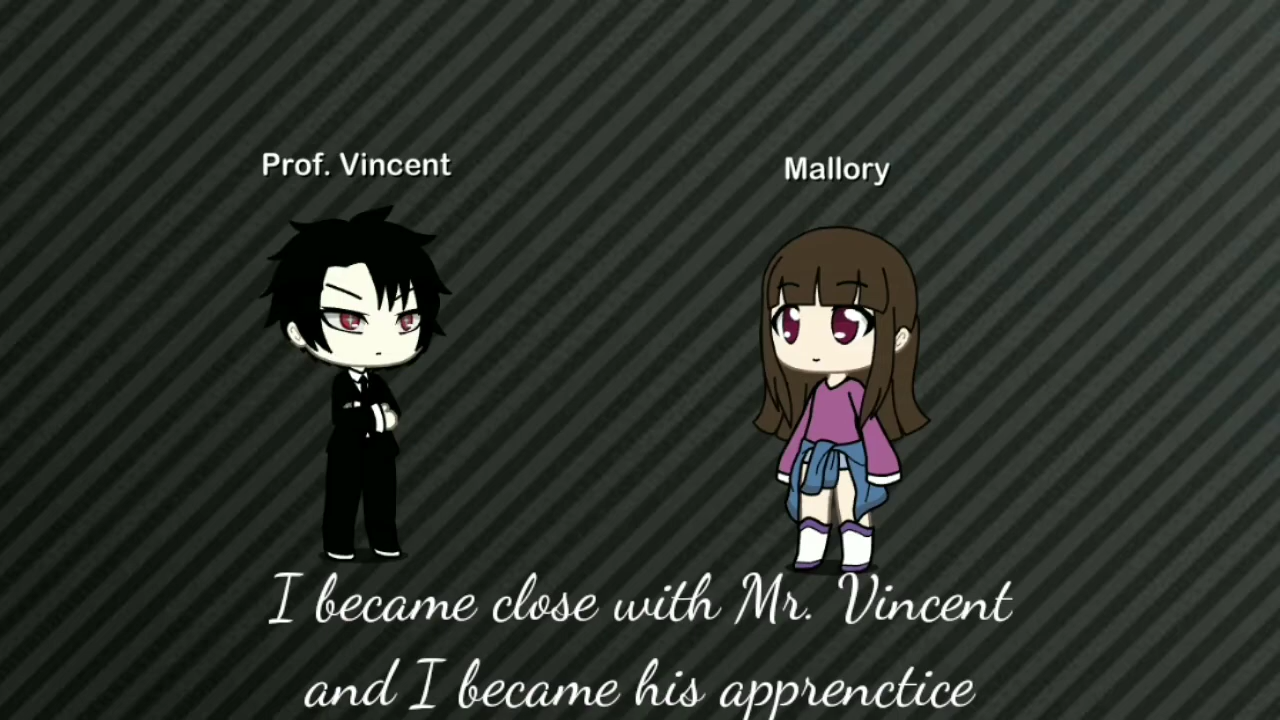 Prof. Vincent
Mallory
I became close with Mr. Vincent
and I became his apprenctice